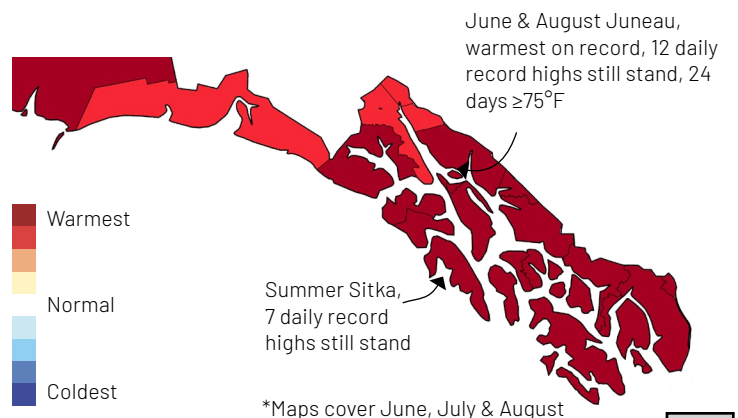 June & August Juneau,
warmest on record, 12 daily
record highs still stand, 24
days ≥75°F
Warmest
Normal
Coldest
Summer Sitka,
7 daily record
highs still stand
*Maps cover June, July & August